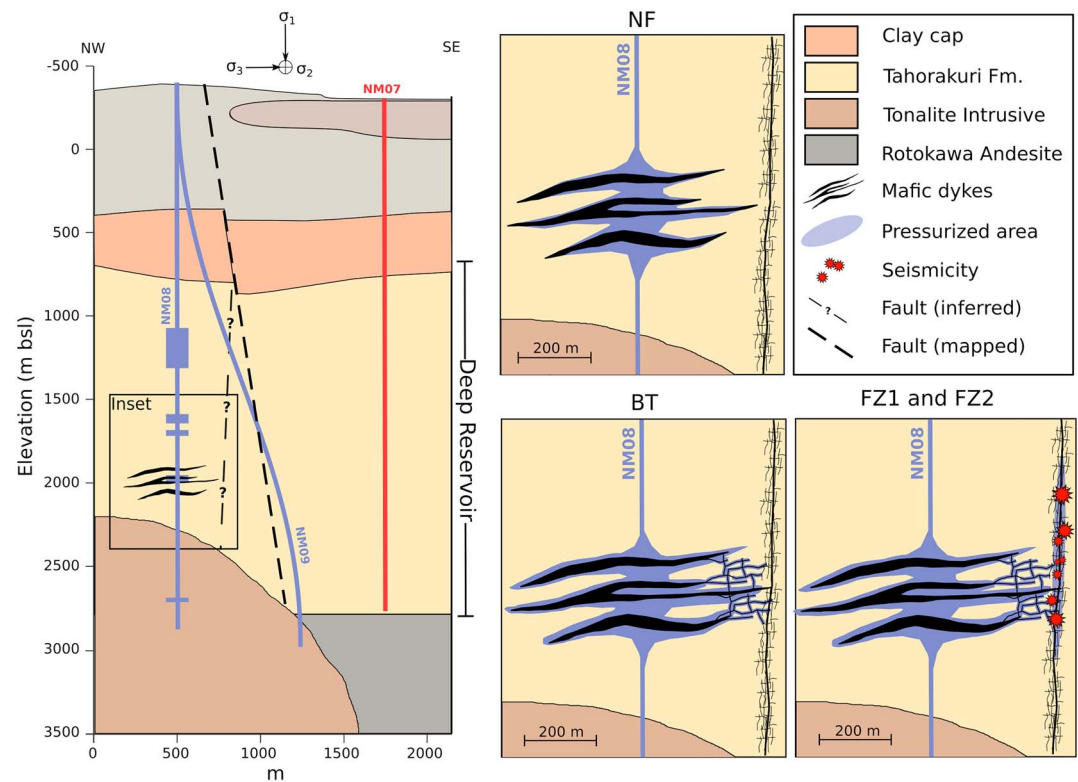 NW
SE
σ1
σ3
σ2
NM07
-500
0
500
1000
1500
2000
2500
3000
3500
Elevation (m bsl)
NM08
?
?
?
Inset
NM09
Deep Reservoir
0
500
1000
1500
2000
m
NF
NM08
200 m
Clay cap
Tahorakuri Fm.
Tonalite Intrusive
Rotokawa Andesite
Mafic dykes
Pressurized area
Seismicity
?
Fault (inferred)
Fault (mapped)
BT
NM08
200 m
FZ1 and FZ2
NM08
200 m